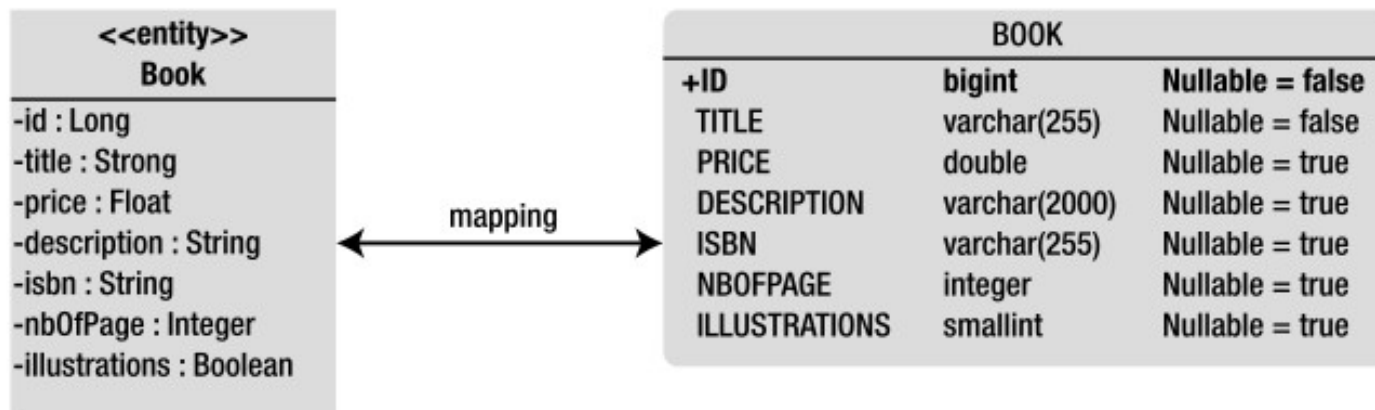 <<entity>>
Book
-id : Long
-title : Strong
-price : Float
-description : String
-isbn : String
-nbOfPage : Integer
-illustrations : Boolean
mapping
BOOK
+ID bigint Nullable = false
TITLE varchar(255) Nullable = false
PRICE double Nullable = true
DESCRIPTION varchar(2000) Nullable = true
ISBN varchar(255) Nullable = true
NBOFPAGE integer Nullable = true
ILLUSTRATIONS smallint Nullable = true